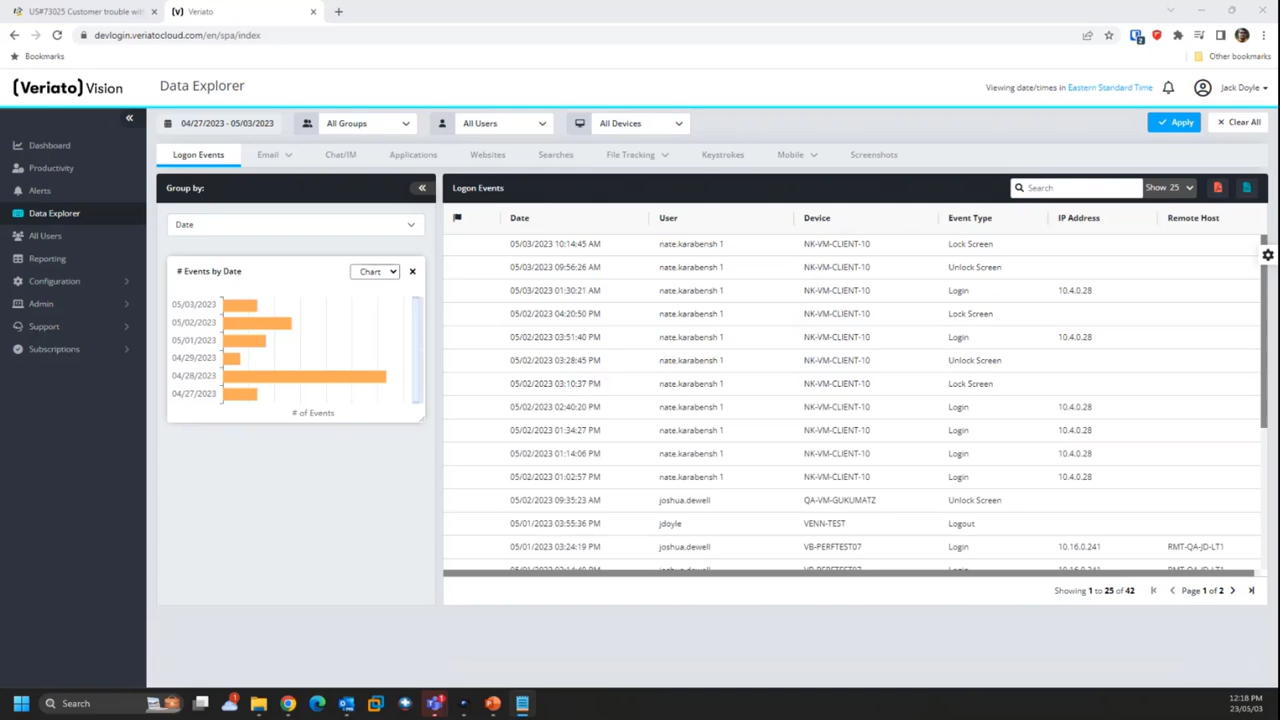 US#73025 Customer trouble wit
Veriato
devlogin.veriatocloud.com/en/spa/index
Bookmarks
Other bookmarks
(Veriato) Vision
Data Explorer
Viewing date/times in Eastern Standard Time
Jack Doyle
Dashboard
Productivity
Alerts
Data Explorer
All Users
Reporting
Configuration
Admin
Support
Subscriptions
04/27/2023 - 05/03/2023
All Groups
All Users
All Devices
Apply
Clear All
Logon Events Email Chat/IM Applications Websites Searches File Tracking Keystrokes Mobile Screenshots
Group by:
Date
# Events by Date
Chart
05/03/2023
05/02/2023
05/01/2023
04/29/2023
04/28/2023
04/27/2023
# of Events
Logon Events
Search
Show 25
Date User Device Event Type IP Address Remote Host
05/03/2023 10:14:45 AM nate.karabensh 1 NK-VM-CLIENT-10 Lock Screen
05/03/2023 09:56:26 AM nate.karabensh 1 NK-VM-CLIENT-10 Unlock Screen
05/03/2023 01:30:21 AM nate.karabensh 1 NK-VM-CLIENT-10 Login 10.4.0.28
05/02/2023 04:20:50 PM nate.karabensh 1 NK-VM-CLIENT-10 Lock Screen
05/02/2023 03:51:40 PM nate.karabensh 1 NK-VM-CLIENT-10 Login 10.4.0.28
05/02/2023 03:28:45 PM nate.karabensh 1 NK-VM-CLIENT-10 Unlock Screen
05/02/2023 03:10:37 PM nate.karabensh 1 NK-VM-CLIENT-10 Lock Screen
05/02/2023 02:40:20 PM nate.karabensh 1 NK-VM-CLIENT-10 Login 10.4.0.28
05/02/2023 01:34:27 PM nate.karabensh 1 NK-VM-CLIENT-10 Login 10.4.0.28
05/02/2023 01:14:06 PM nate.karabensh 1 NK-VM-CLIENT-10 Login 10.4.0.28
05/02/2023 01:02:57 PM nate.karabensh 1 NK-VM-CLIENT-10 Login 10.4.0.28
05/02/2023 09:35:23 AM joshua.dewell QA-VM-GUKUMATZ Unlock Screen
05/01/2023 03:55:36 PM jdoyle VENN-TEST Logout
05/01/2023 03:24:19 PM joshua.dewell VB-PERFTEST07 Login 10.16.0.241 RMT-QA-JD-LT1
Showing 1 to 25 of 42
Page 1 of 2
Search
12:18 PM
23/05/03